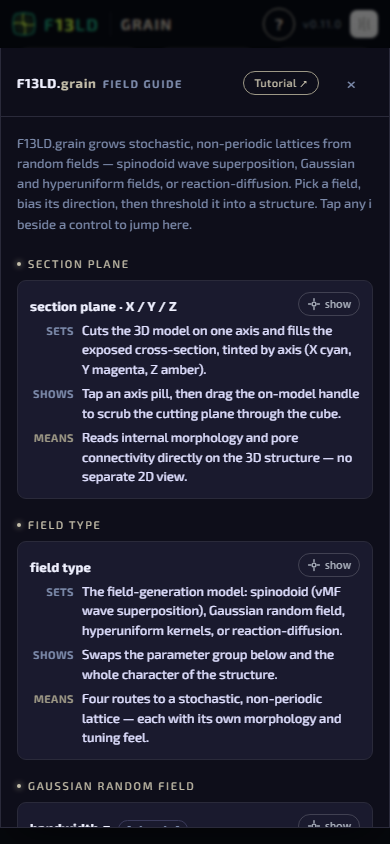 F13LD GRAIN ? v0.11.0
F13LD.grain FIELD GUIDE Tutorial ↗ ×
F13LD.grain grows stochastic, non-periodic lattices from
random fields — spinodoid wave superposition, Gaussian
and hyperuniform fields, or reaction-diffusion. Pick a field,
bias its direction, then threshold it into a structure. Tap any i
beside a control to jump here.
SECTION PLANE
section plane · X / Y / Z show
SETS Cuts the 3D model on one axis and fills the
exposed cross-section, tinted by axis (X cyan,
Y magenta, Z amber).
SHOWS Tap an axis pill, then drag the on-model handle
to scrub the cutting plane through the cube.
MEANS Reads internal morphology and pore
connectivity directly on the 3D structure — no
separate 2D view.
FIELD TYPE
field type show
SETS The field-generation model: spinodoid (vMF
wave superposition), Gaussian random field,
hyperuniform kernels, or reaction-diffusion.
SHOWS Swaps the parameter group below and the
whole character of the structure.
MEANS Four routes to a stochastic, non-periodic
lattice — each with its own morphology and
tuning feel.
GAUSSIAN RANDOM FIELD
bandwidth show